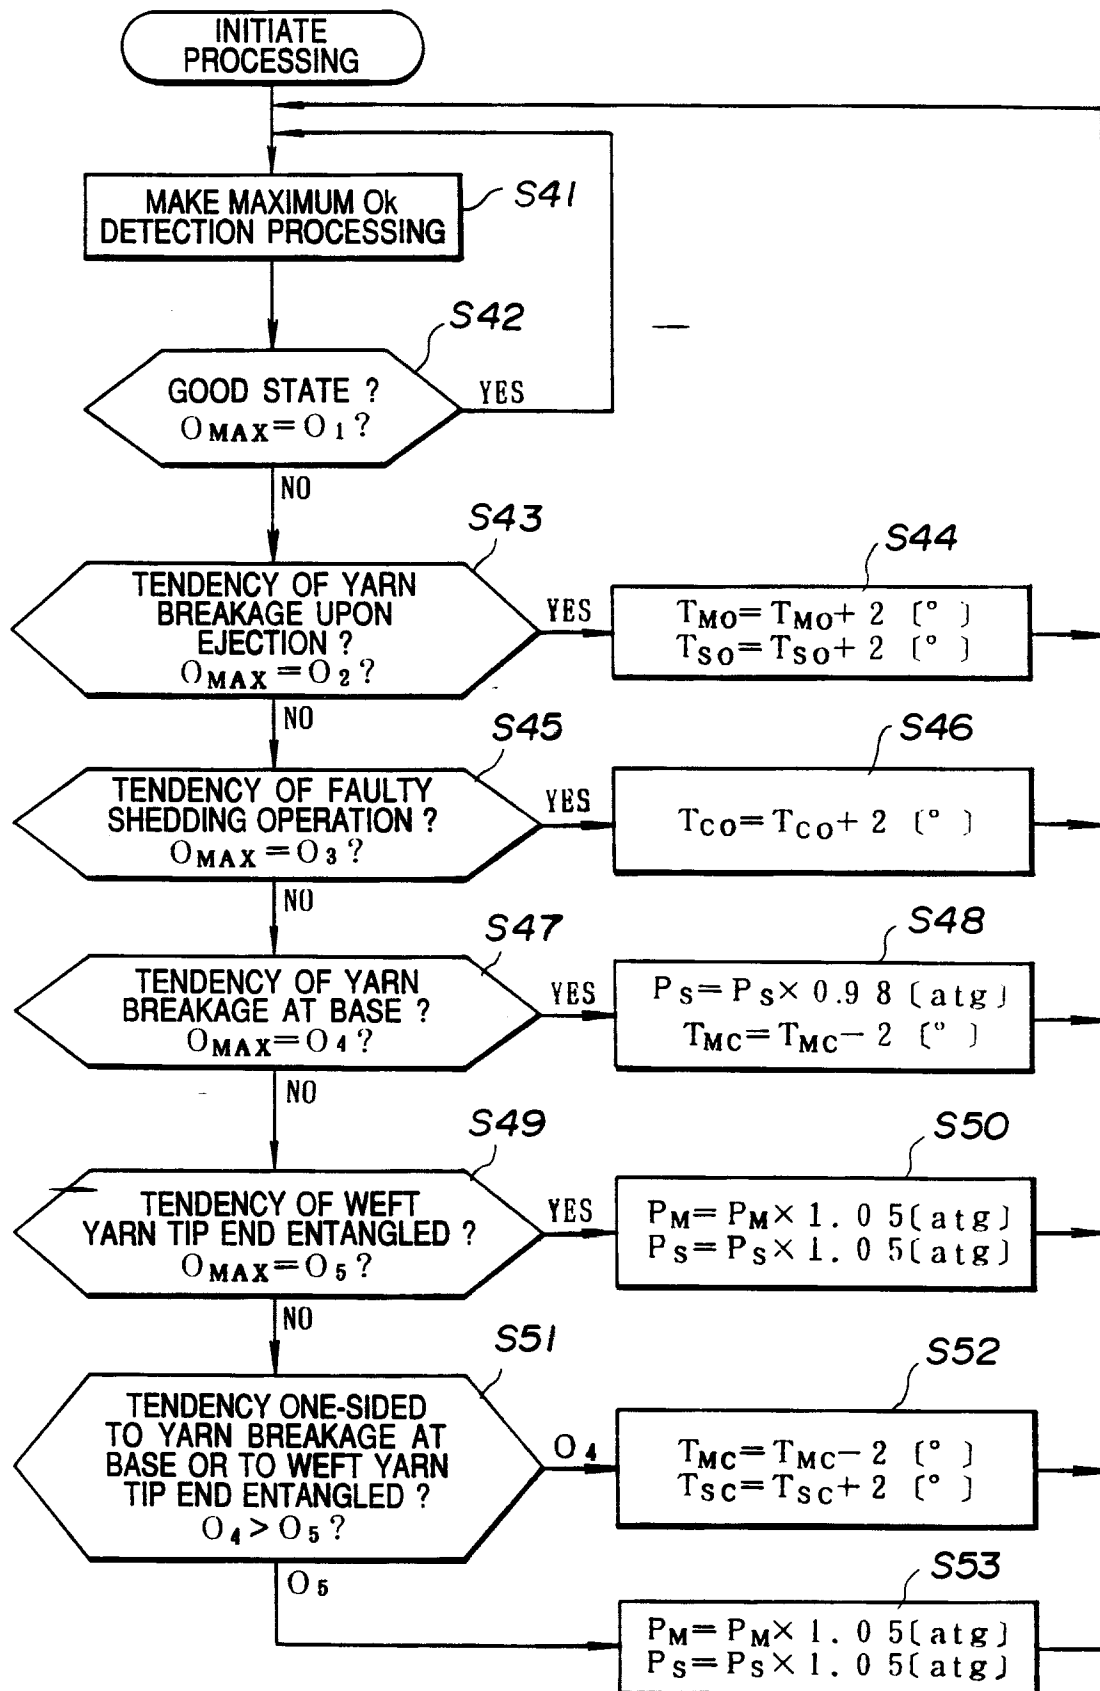 INITIATE
PROCESSING
MAKE MAXIMUM Ok
DETECTION PROCESSING
S41
S42
GOOD STATE ?
OMAX=O1?
YES
NO
S43
TENDENCY OF YARN
BREAKAGE UPON
EJECTION ?
OMAX=O2?
YES
NO
S44
TMO=TMO+2 [°]
TSO=TSO+2 [°]
S45
TENDENCY OF FAULTY
SHEDDING OPERATION ?
OMAX=O3?
YES
NO
S46
TCO=TCO+2 [°]
S47
TENDENCY OF YARN
BREAKAGE AT BASE ?
OMAX=O4?
YES
NO
S48
PS=PS×0.98[atg]
TMC=TMC−2 [°]
S49
TENDENCY OF WEFT
YARN TIP END ENTANGLED ?
OMAX=O5?
YES
NO
S50
PM=PM×1.05[atg]
PS=PS×1.05[atg]
S51
TENDENCY ONE-SIDED
TO YARN BREAKAGE AT
BASE OR TO WEFT YARN
TIP END ENTANGLED ?
O4>O5?
O4
O5
S52
TMC=TMC−2 [°]
TSC=TSC+2 [°]
S53
PM=PM×1.05[atg]
PS=PS×1.05[atg]